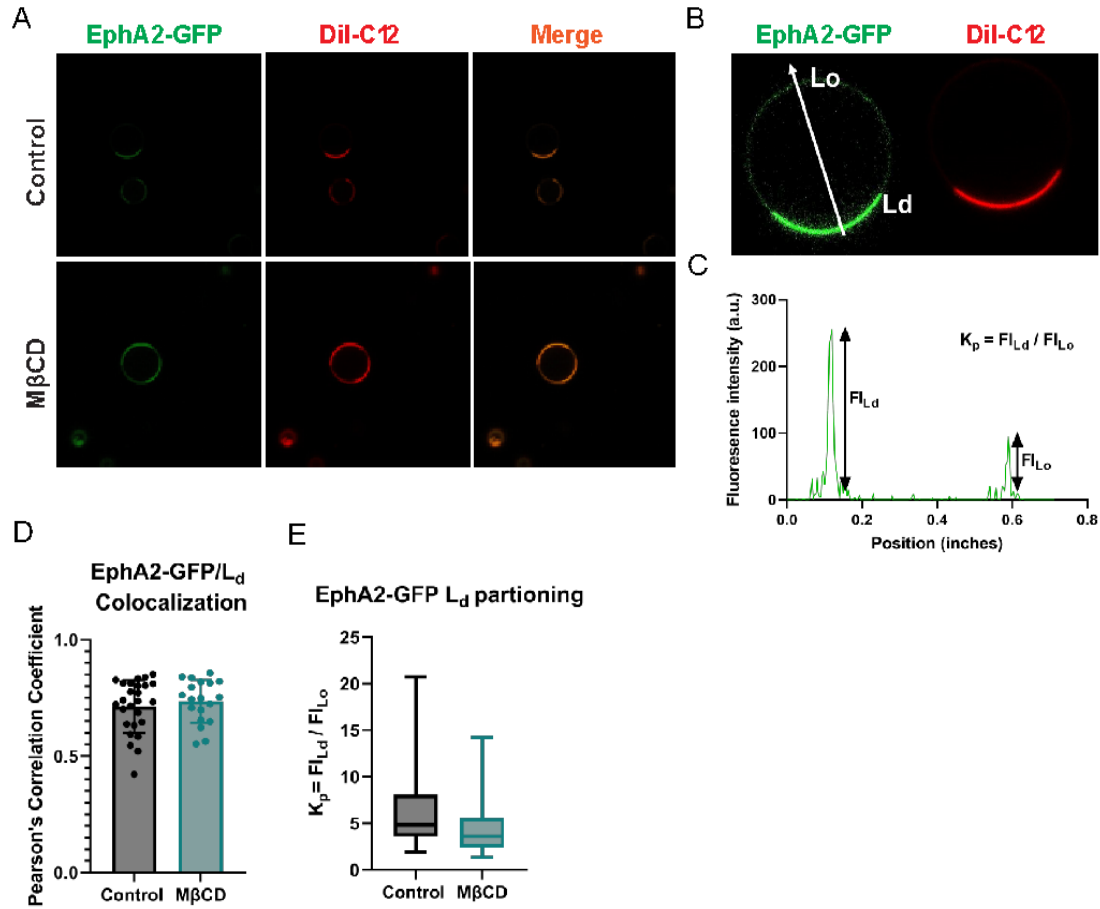 A
EphA2-GFP
DiI-C12
Merge
Control
MβCD
B
EphA2-GFP
DiI-C12
Lo
Ld
C
Fluoresence intensity (a.u.)
300
200
100
0
0.0
0.2
0.4
0.6
0.8
Position (inches)
FILd
FILo
Kp = FILd / FILo
D
EphA2-GFP/Ld
Colocalization
Pearson's Correlation Coefficient
1.0
0.5
0.0
Control
MβCD
E
EphA2-GFP Ld partioning
Kp= FILd / FILo
25
20
15
10
5
0
Control
MβCD